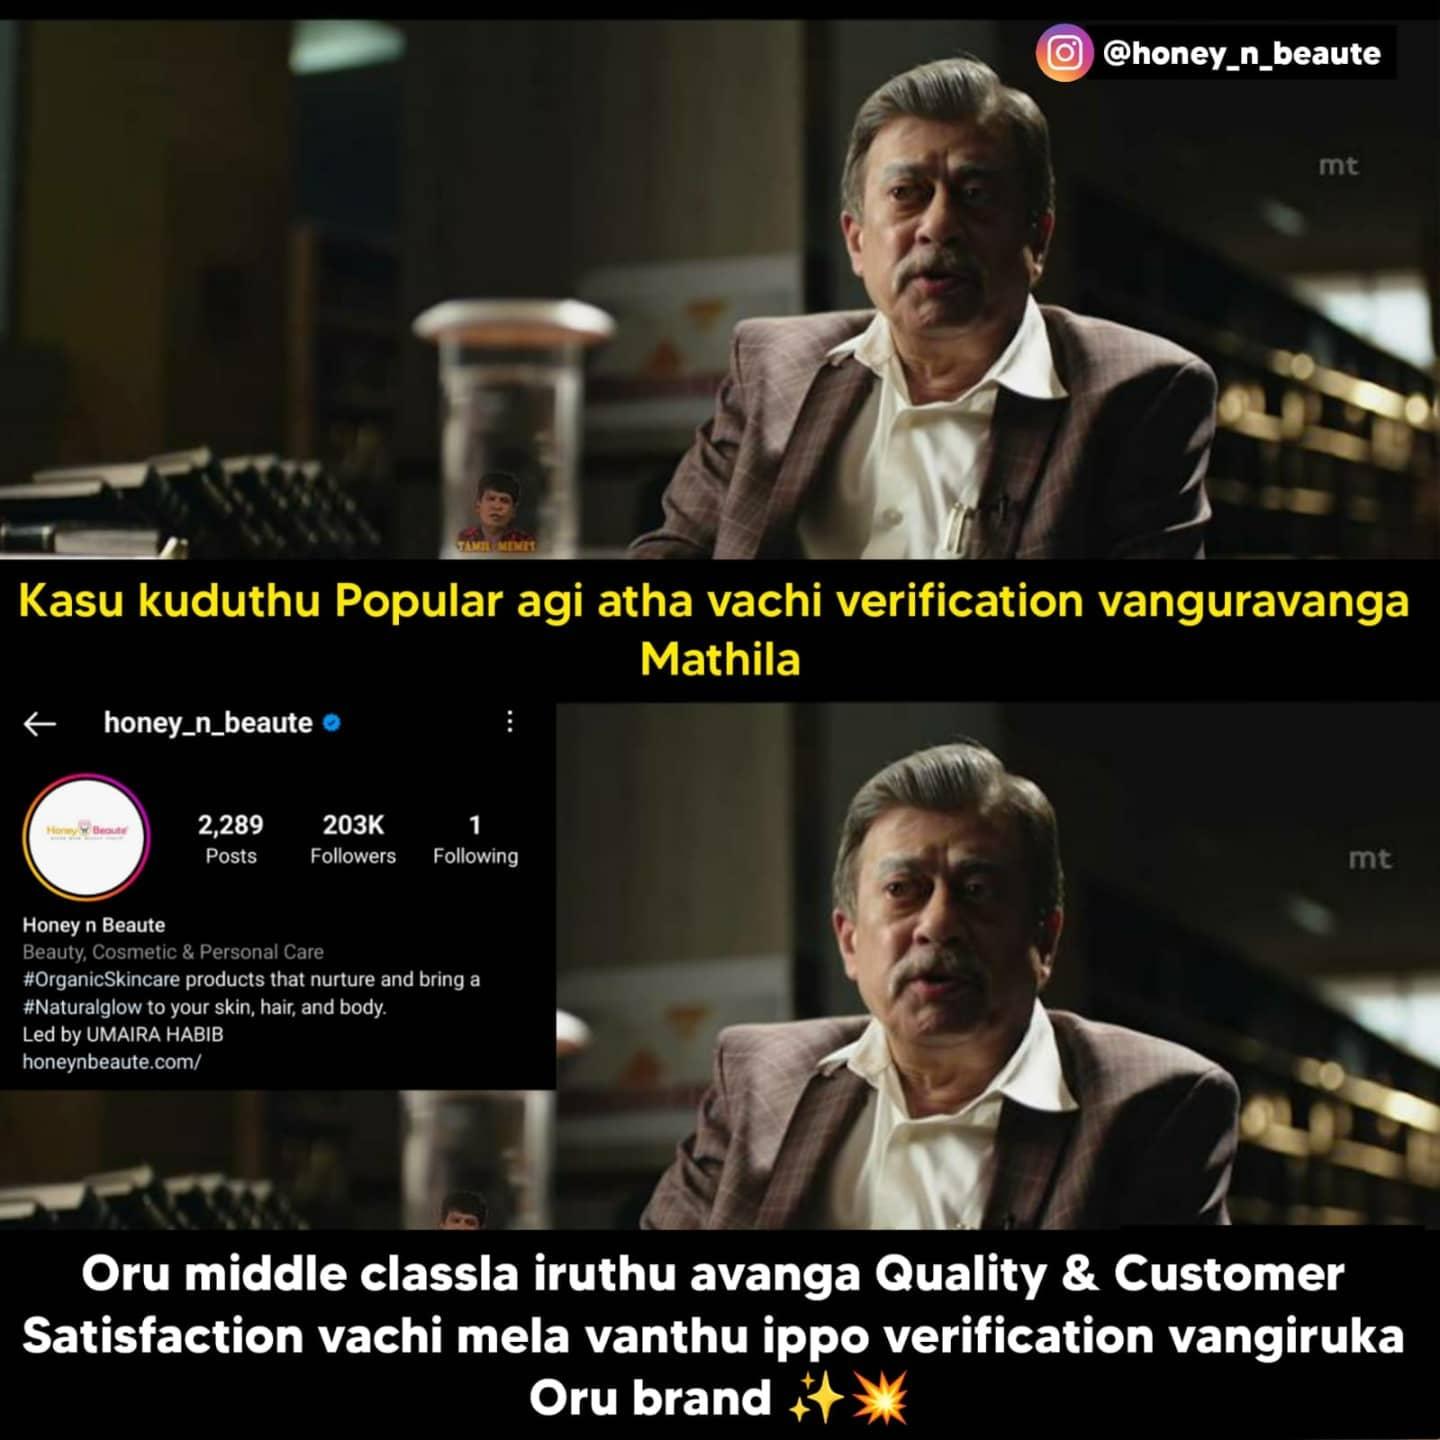 @honey_n_beaute
mt
TAMIL MEMES
Kasu kuduthu Popular agi atha vachi verification vanguravanga
Mathila
honey_n_beaute
2,289 203K 1
Posts Followers Following
Honey Beaute
Honey n Beaute
Beauty, Cosmetic & Personal Care
#OrganicSkincare products that nurture and bring a
#Naturalglow to your skin, hair, and body.
Led by UMAIRA HABIB
honeynbeaute.com/
mt
Oru middle classla iruthu avanga Quality & Customer
Satisfaction vachi mela vanthu ippo verification vangiruka
Oru brand ✨💥